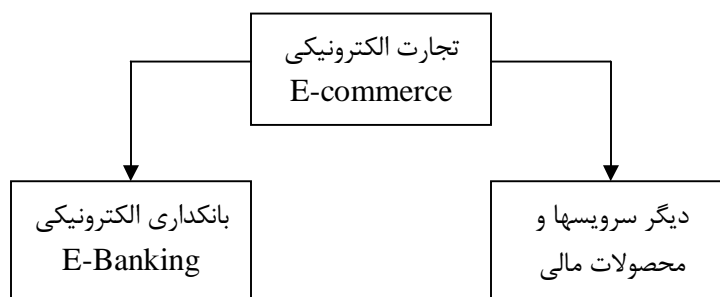 تجارت الکترونیکی
E-commerce
دیگر سرویسها و
محصولات مالی
بانکداری الکترونیکی
E-Banking